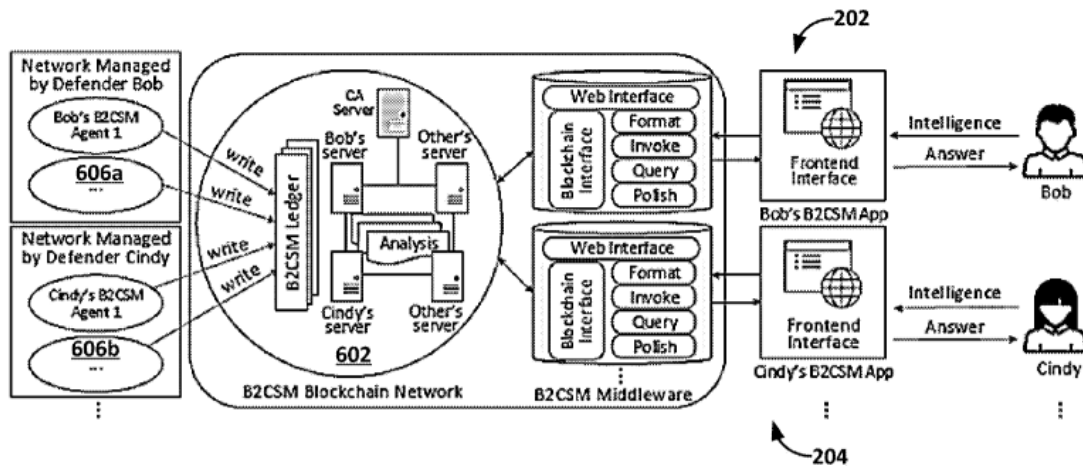 202
Network Managed
by Defender Bob
Bob's B2CSM
Agent 1
606a
...
Network Managed
by Defender Cindy
Cindy's B2CSM
Agent 1
606b
...
write
write
write
write
B2CSM Ledger
CA
Server
Bob's
server
Other's
server
Analysis
Cindy's
server
Other's
server
602
B2CSM Blockchain Network
Web Interface
Blockchain
Interface
Format
Invoke
Query
Polish
Web Interface
Blockchain
Interface
Format
Invoke
Query
Polish
B2CSM Middleware
Frontend
Interface
Bob's B2CSM App
Frontend
Interface
Cindy's B2CSM App
Intelligence
Answer
Bob
Intelligence
Answer
Cindy
204